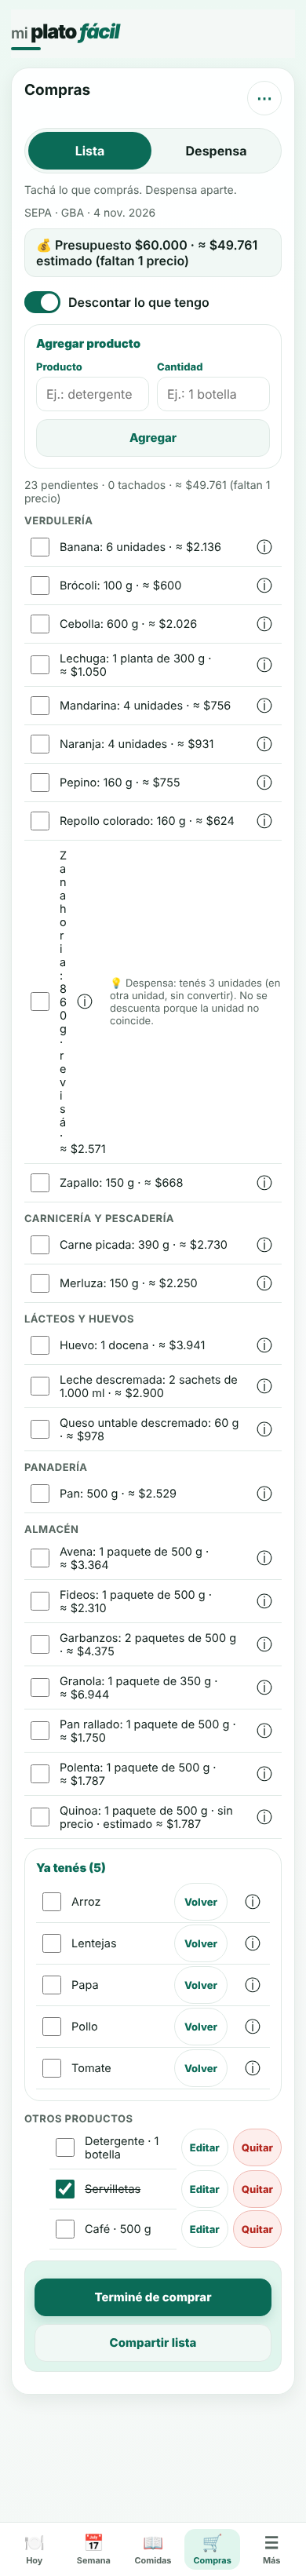 mi plato fácil
Compras
...
Lista
Despensa
Tachá lo que comprás. Despensa aparte.
SEPA · GBA · 4 nov. 2026
💰 Presupuesto $60.000 · ≈ $49.761
estimado (faltan 1 precio)
Descontar lo que tengo
Agregar producto
Producto
Cantidad
Ej.: detergente
Ej.: 1 botella
Agregar
23 pendientes · 0 tachados · ≈ $49.761 (faltan 1
precio)
VERDULERÍA
Banana: 6 unidades · ≈ $2.136
Brócoli: 100 g · ≈ $600
Cebolla: 600 g · ≈ $2.026
Lechuga: 1 planta de 300 g ·
≈ $1.050
Mandarina: 4 unidades · ≈ $756
Naranja: 4 unidades · ≈ $931
Pepino: 160 g · ≈ $755
Repollo colorado: 160 g · ≈ $624
Zanahoria: 860 g · revisá ·
≈ $2.571
💡 Despensa: tenés 3 unidades (en
otra unidad, sin convertir). No se
descuenta porque la unidad no
coincide.
Zapallo: 150 g · ≈ $668
CARNICERÍA Y PESCADERÍA
Carne picada: 390 g · ≈ $2.730
Merluza: 150 g · ≈ $2.250
LÁCTEOS Y HUEVOS
Huevo: 1 docena · ≈ $3.941
Leche descremada: 2 sachets de
1.000 ml · ≈ $2.900
Queso untable descremado: 60 g
· ≈ $978
PANADERÍA
Pan: 500 g · ≈ $2.529
ALMACÉN
Avena: 1 paquete de 500 g ·
≈ $3.364
Fideos: 1 paquete de 500 g ·
≈ $2.310
Garbanzos: 2 paquetes de 500 g
· ≈ $4.375
Granola: 1 paquete de 350 g ·
≈ $6.944
Pan rallado: 1 paquete de 500 g ·
≈ $1.750
Polenta: 1 paquete de 500 g ·
≈ $1.787
Quinoa: 1 paquete de 500 g · sin
precio · estimado ≈ $1.787
Ya tenés (5)
Arroz
Volver
Lentejas
Volver
Papa
Volver
Pollo
Volver
Tomate
Volver
OTROS PRODUCTOS
Detergente · 1
botella
Editar
Quitar
Servilletas
Editar
Quitar
Café · 500 g
Editar
Quitar
Terminé de comprar
Compartir lista
Hoy
Semana
Comidas
Compras
Más